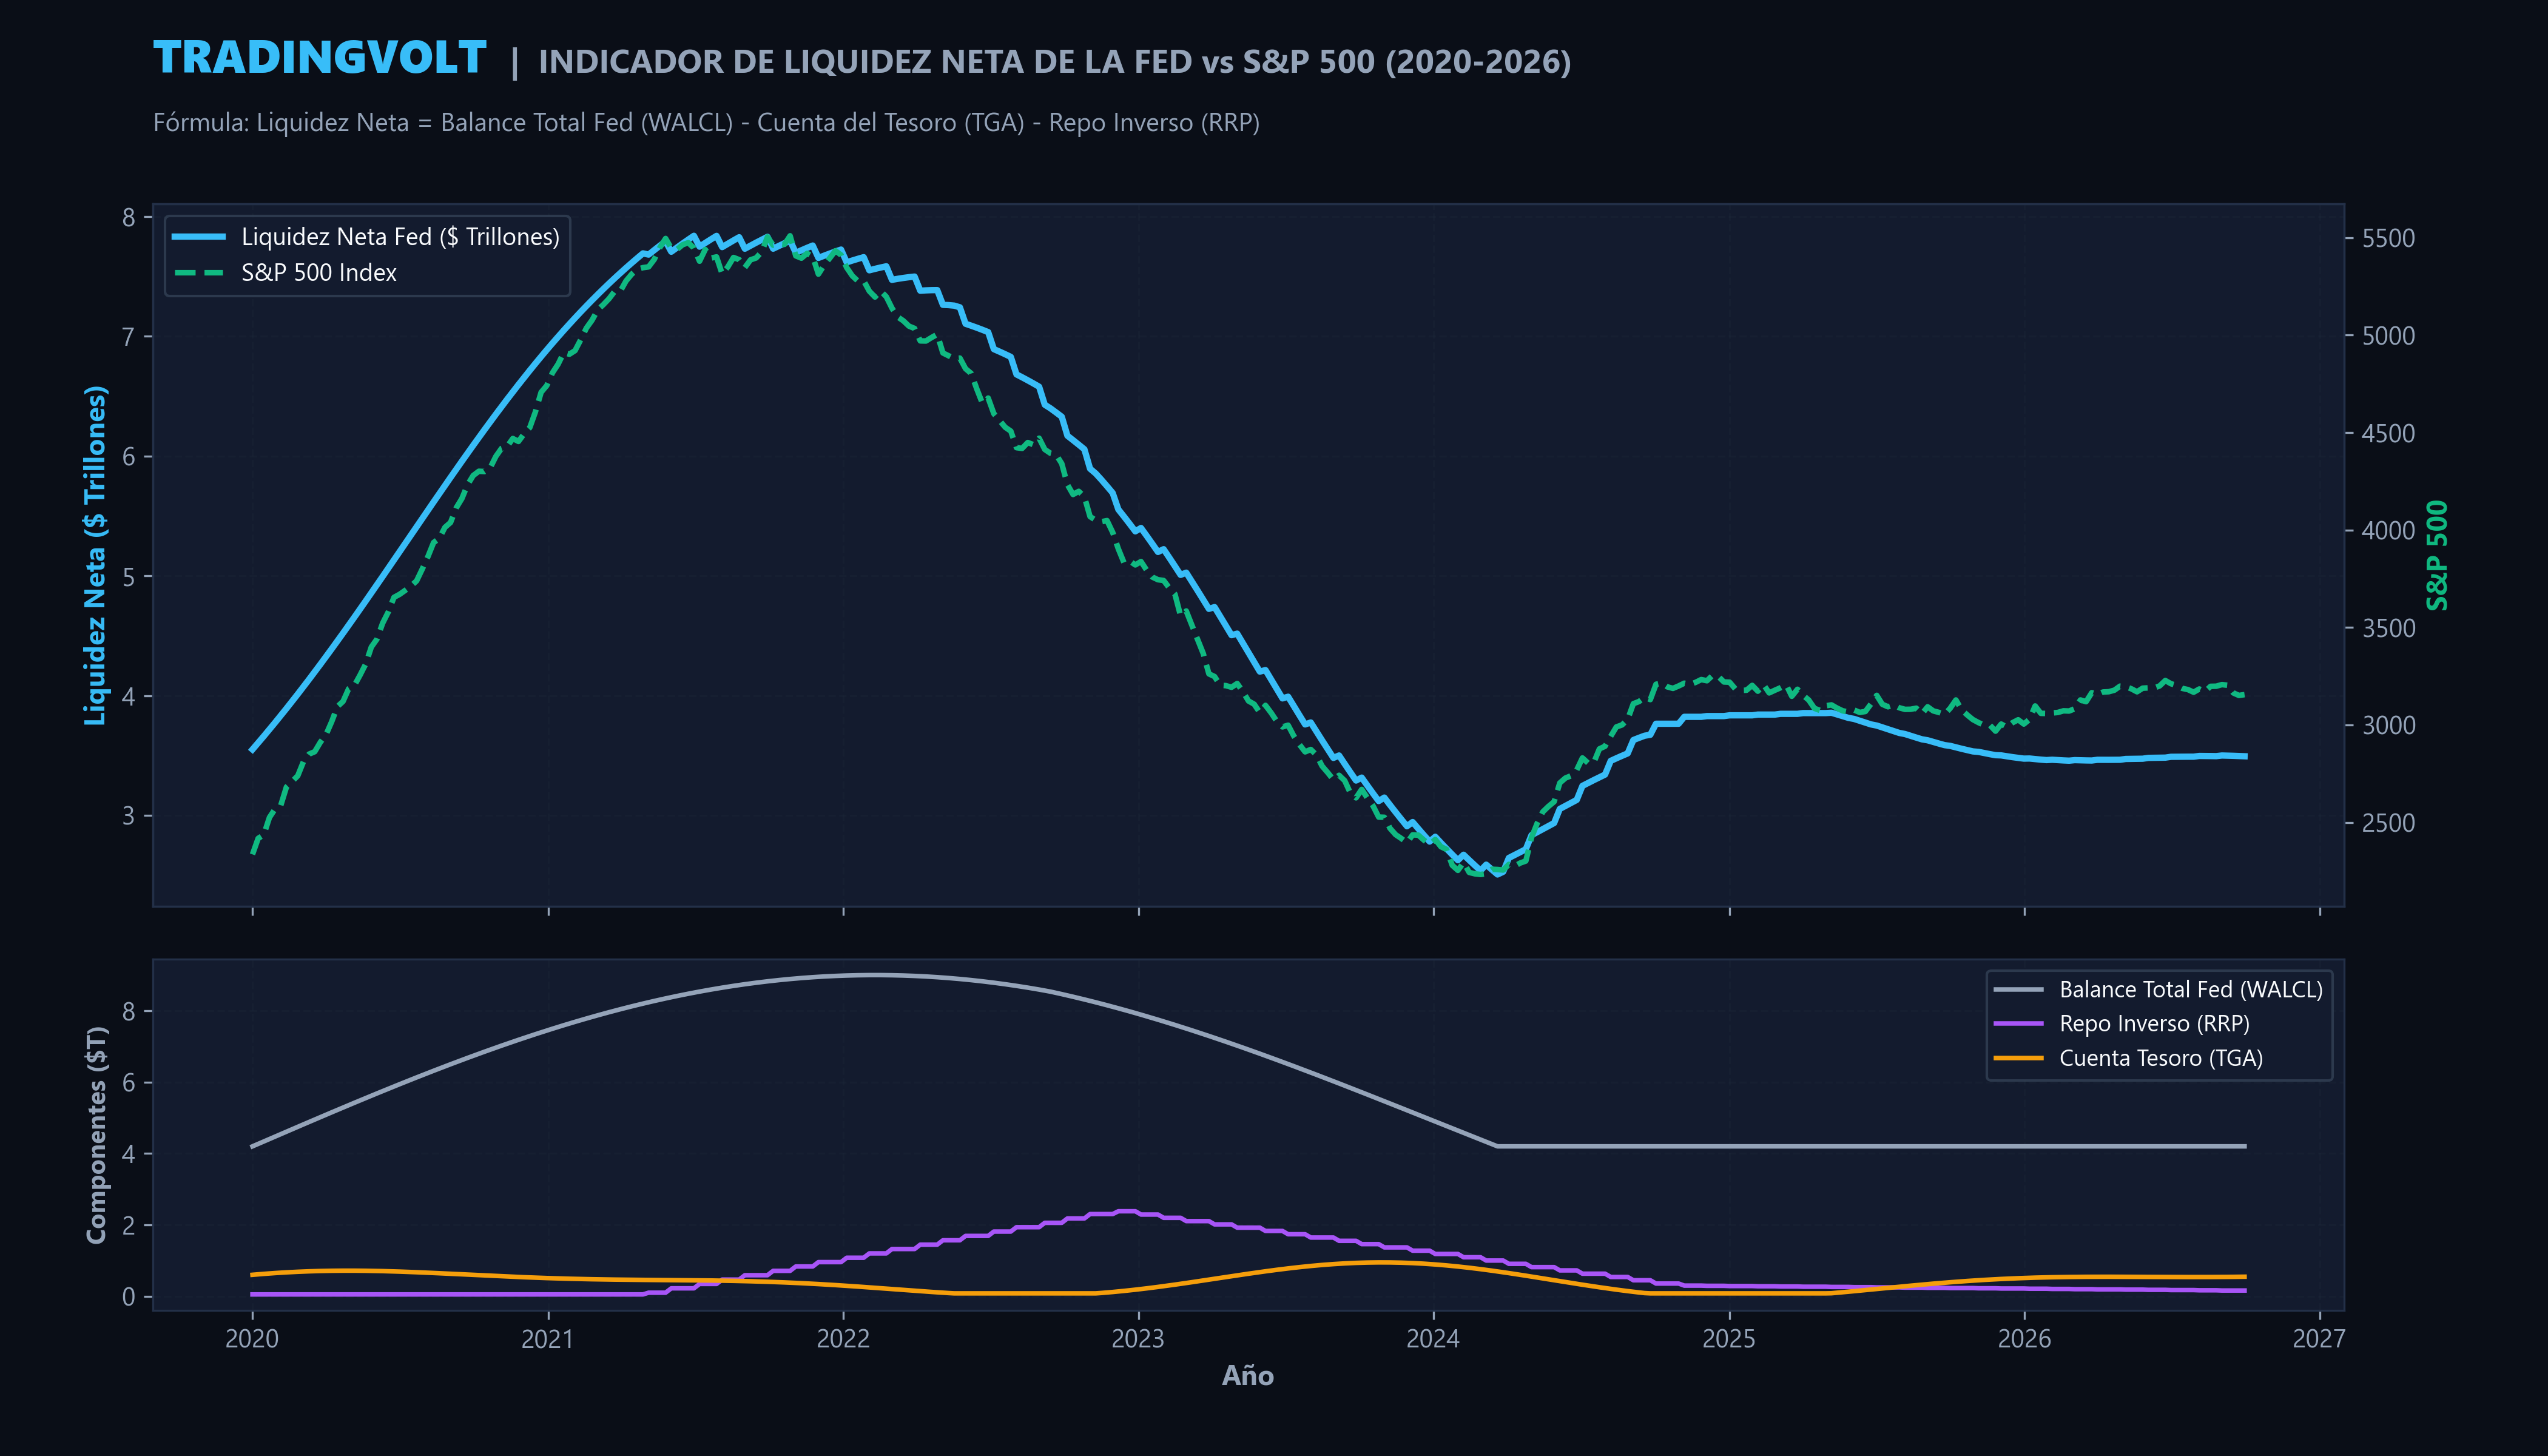 TRADINGVOLT | INDICADOR DE LIQUIDEZ NETA DE LA FED vs S&P 500 (2020-2026)
Fórmula: Liquidez Neta = Balance Total Fed (WALCL) - Cuenta del Tesoro (TGA) - Repo Inverso (RRP)
Liquidez Neta Fed ($ Trillones)
S&P 500 Index
Liquidez Neta ($ Trillones)
8
7
6
5
4
3
S&P 500
5500
5000
4500
4000
3500
3000
2500
Balance Total Fed (WALCL)
Repo Inverso (RRP)
Cuenta Tesoro (TGA)
Componentes ($T)
8
6
4
2
0
2020 2021 2022 2023 2024 2025 2026 2027
Año